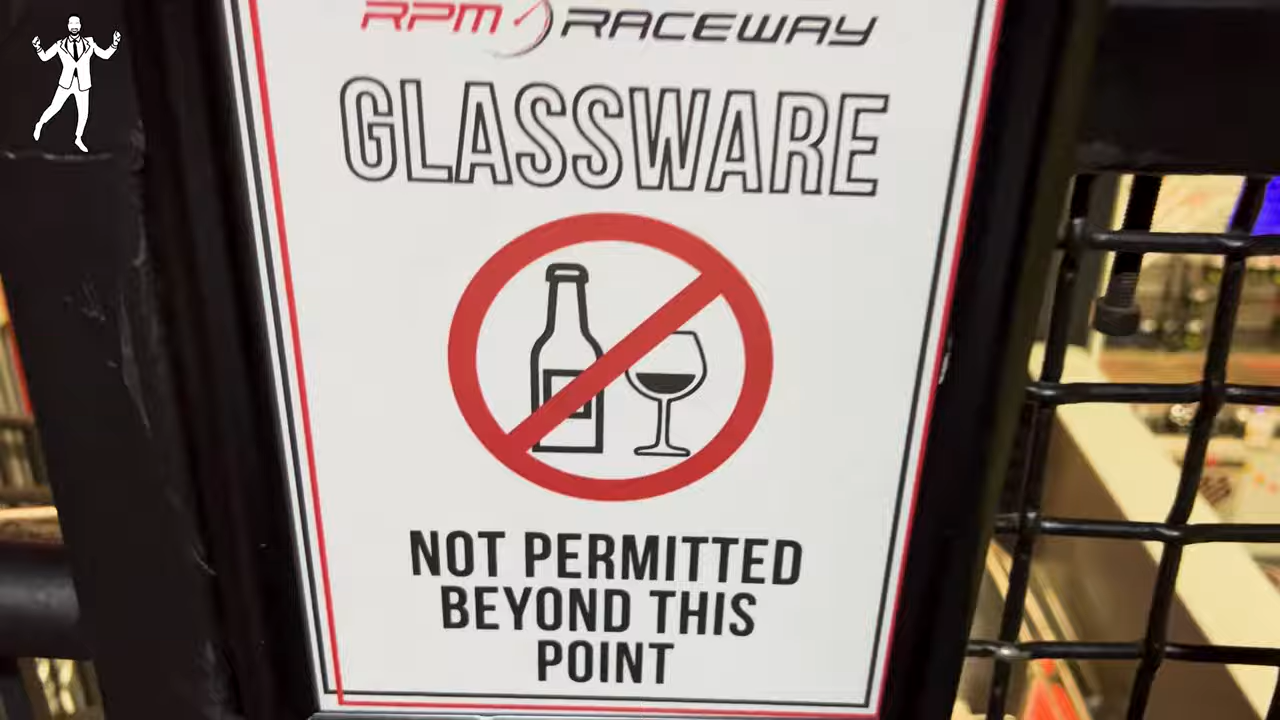 RPM RACEWAY
GLASSWARE
NOT PERMITTED
BEYOND THIS
POINT